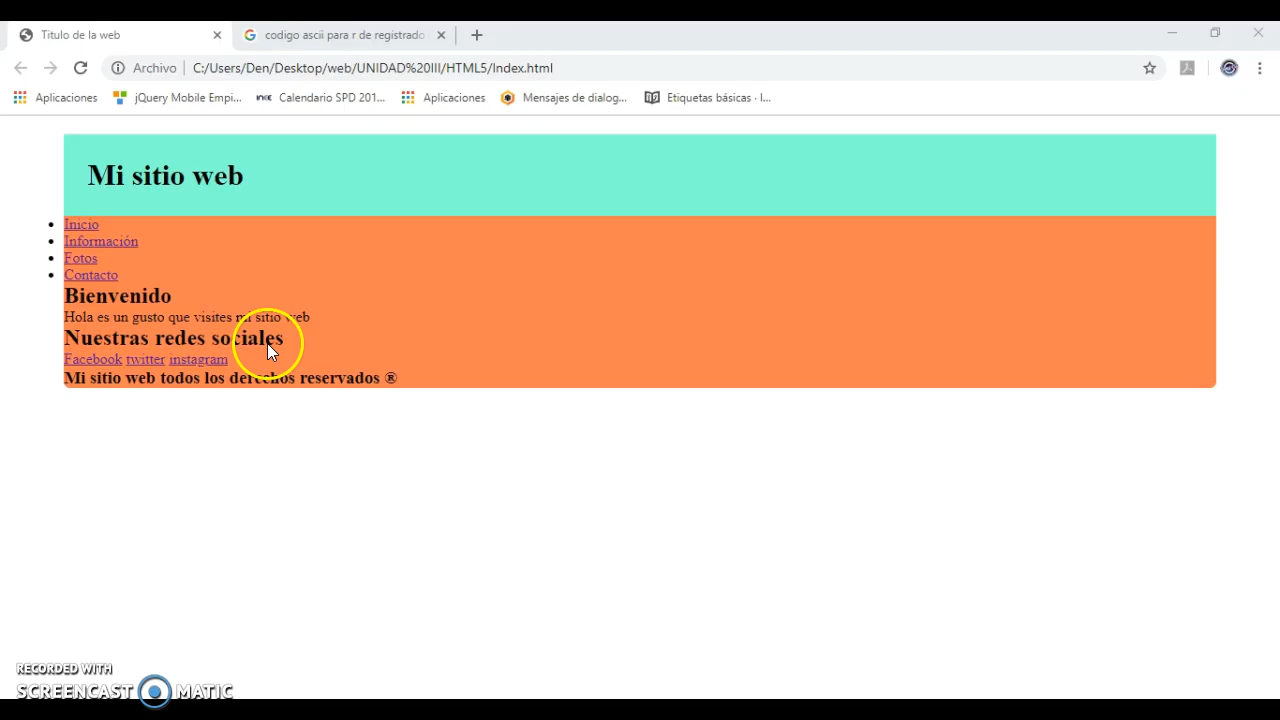 Titulo de la web
codigo ascii para r de registrado
Archivo
C:/Users/Den/Desktop/web/UNIDAD%20III/HTML5/Index.html
Aplicaciones
jQuery Mobile Empi...
Calendario SPD 201...
Aplicaciones
Mensajes de dialog...
Etiquetas básicas · I...
Mi sitio web
Inicio
Información
Fotos
Contacto
Bienvenido
Hola es un gusto que visites mi sitio web
Nuestras redes sociales
Facebook twitter instagram
Mi sitio web todos los derechos reservados ®
RECORDED WITH
SCREENCAST MATIC